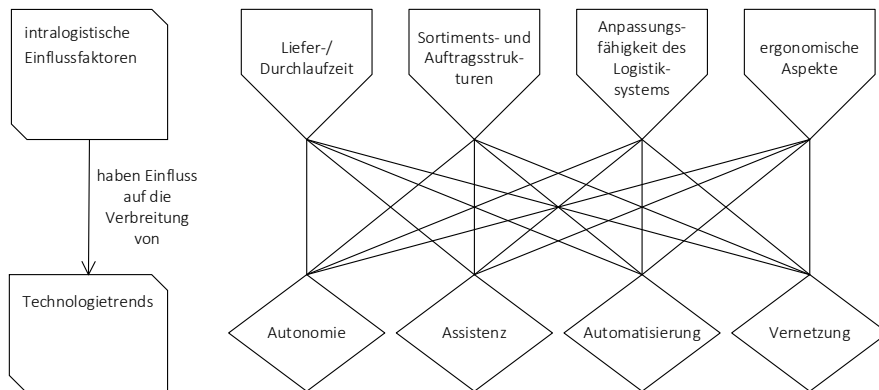 intralogistische
Einflussfaktoren
Liefer-/
Durchlaufzeit
Sortiments- und
Auftragsstruk-
turen
Anpassungs-
fähigkeit des
Logistik-
systems
ergonomische
Aspekte
haben Einfluss
auf die
Verbreitung
von
Technologietrends
Autonomie
Assistenz
Automatisierung
Vernetzung